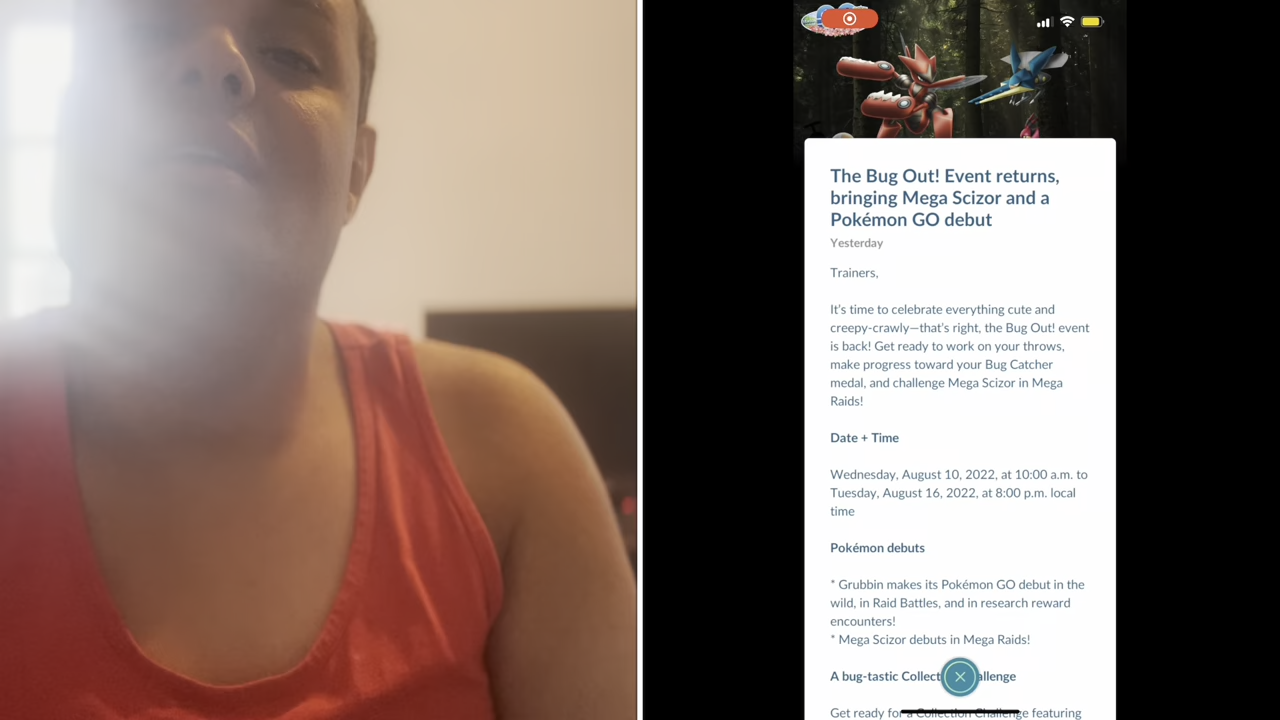 The Bug Out! Event returns,
bringing Mega Scizor and a
Pokémon GO debut
Yesterday
Trainers,
It's time to celebrate everything cute and
creepy-crawly—that's right, the Bug Out! event
is back! Get ready to work on your throws,
make progress toward your Bug Catcher
medal, and challenge Mega Scizor in Mega
Raids!
Date + Time
Wednesday, August 10, 2022, at 10:00 a.m. to
Tuesday, August 16, 2022, at 8:00 p.m. local
time
Pokémon debuts
* Grubbin makes its Pokémon GO debut in the
wild, in Raid Battles, and in research reward
encounters!
* Mega Scizor debuts in Mega Raids!
A bug-tastic Collect allenge
Get ready for a Collection Challenge featuring